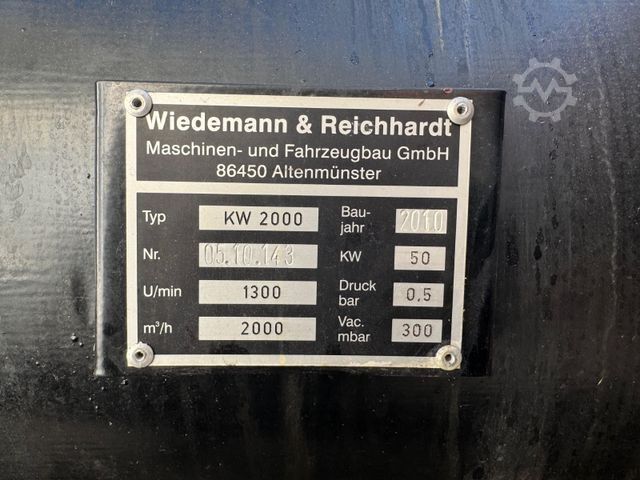 Wiedemann & Reichhardt
Maschinen- und Fahrzeugbau GmbH
86450 Altenmünster
Typ KW 2000
Bau-
jahr 2010
Nr. 05.10.143
KW 50
U/min 1300
Druck
bar 0,5
m³/h 2000
Vac.
mbar 300